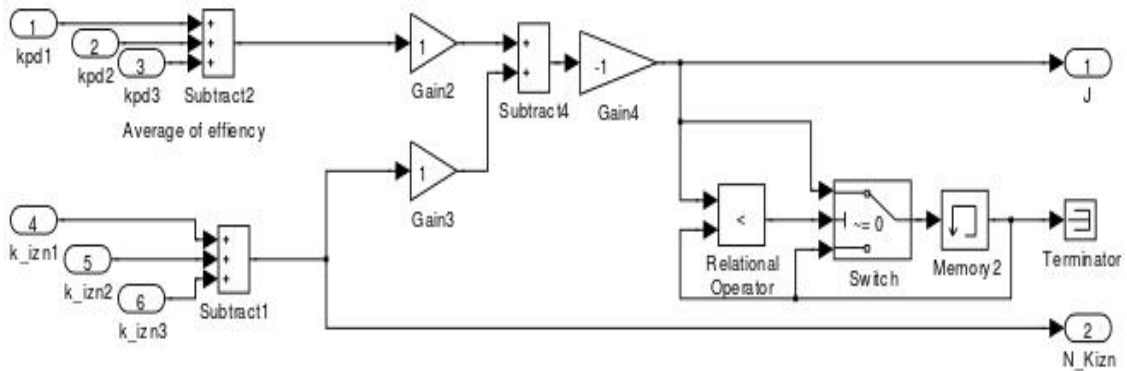 1
kpd1
2
kpd2
3
kpd3
+
+
+
Subtract2
Average of effiency
1
Gain2
+
+
Subtract4
-1
Gain4
1
J
1
Gain3
4
k_izn1
5
k_izn2
6
k_izn3
+
+
+
Subtract1
<
Relational
Operator
~= 0
Switch
Memory2
Terminator
2
N_Kizn